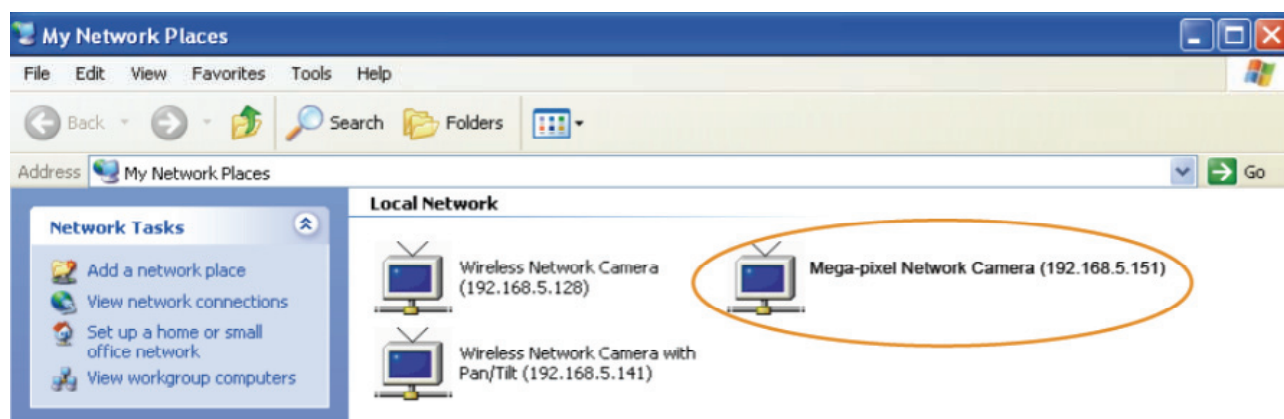 My Network Places
File Edit View Favorites Tools Help
Back Search Folders
Address My Network Places Go
Network Tasks
Add a network place
View network connections
Set up a home or small
office network
View workgroup computers
Local Network
Wireless Network Camera
(192.168.5.128)
Mega-pixel Network Camera (192.168.5.151)
Wireless Network Camera with
Pan/Tilt (192.168.5.141)